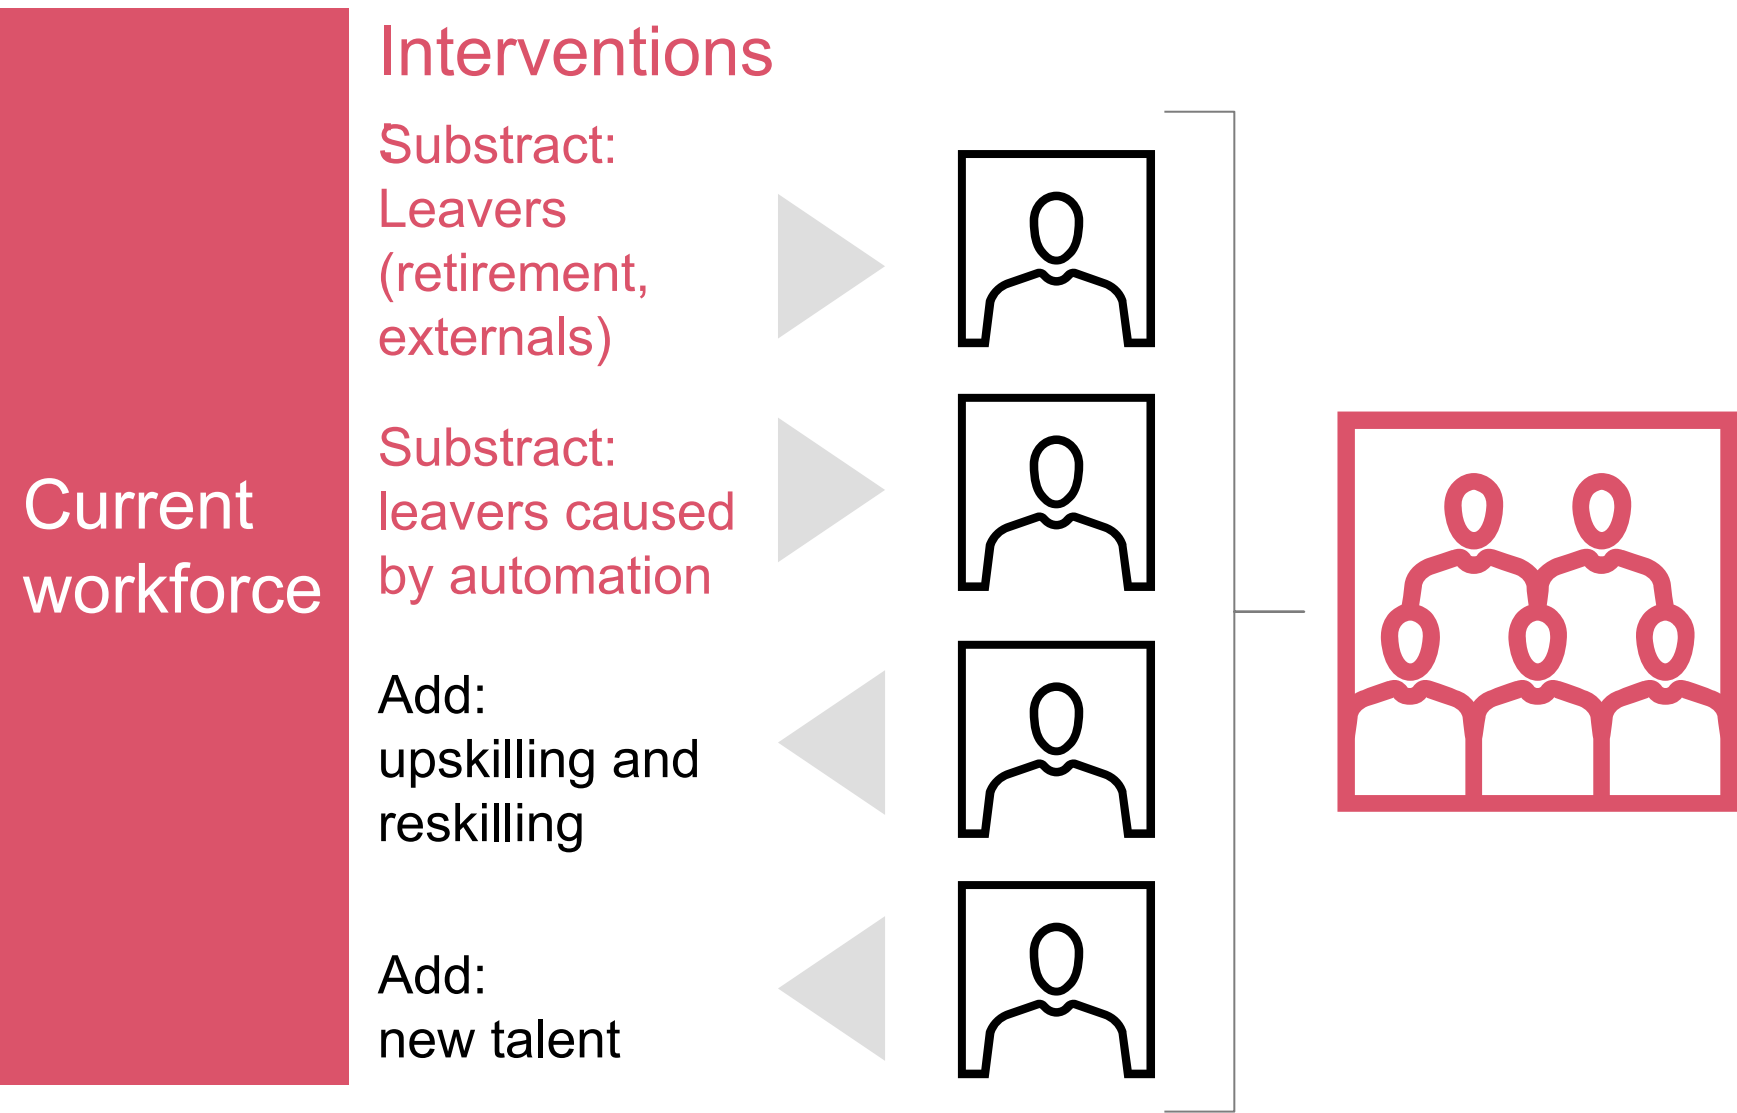 Current
workforce
Interventions
:
Substract:
Leavers
(retirement,
externals)
Substract:
leavers caused
by automation
Add:
upskilling and
reskilling
Add:
new talent